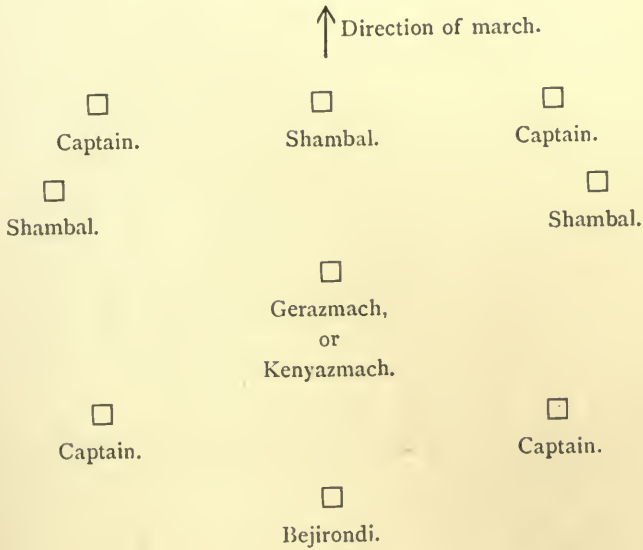 Direction of march.
Captain. Shambal. Captain.
Shambal. Shambal.
Gerazmach,
or
Kenyazmach.
Captain. Captain.
Bejirondi.